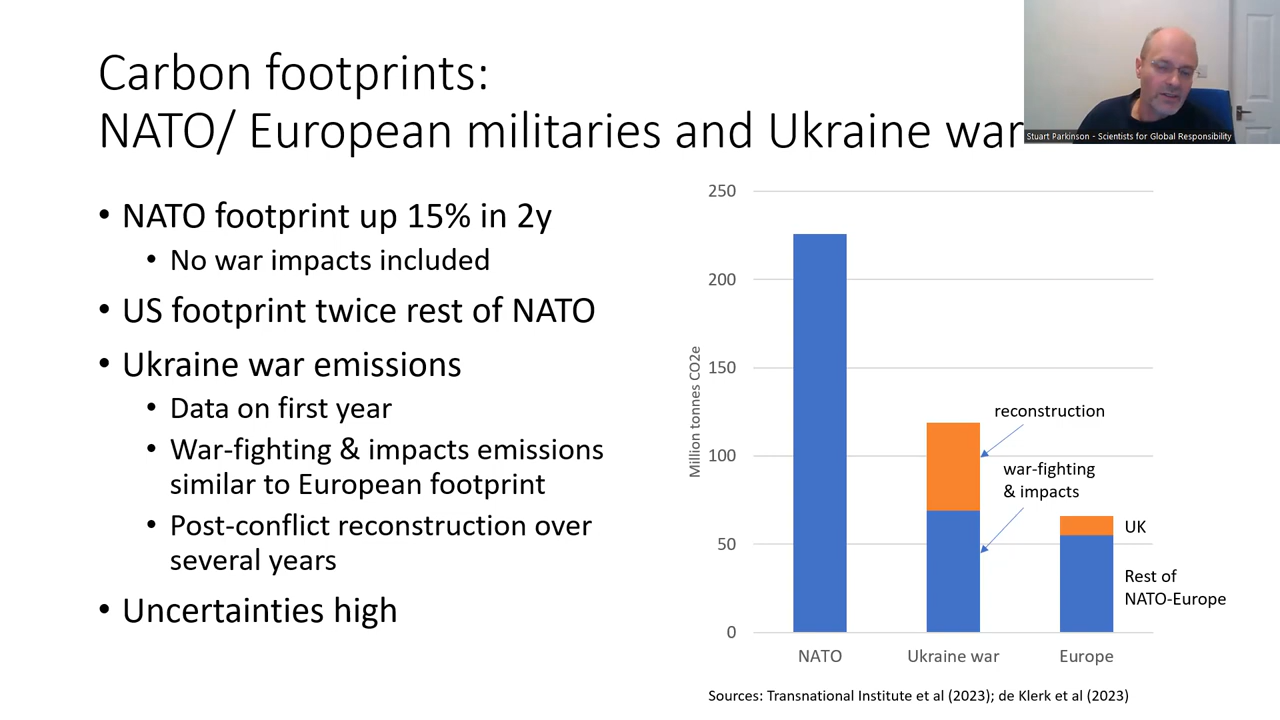 Carbon footprints:
NATO/ European militaries and Ukraine war
Stuart Parkinson - Scientists for Global Responsibility
• NATO footprint up 15% in 2y
• No war impacts included
• US footprint twice rest of NATO
• Ukraine war emissions
• Data on first year
• War-fighting & impacts emissions
similar to European footprint
• Post-conflict reconstruction over
several years
• Uncertainties high
Million tonnes CO2e
250
200
150
100
50
0
reconstruction
war-fighting
& impacts
UK
Rest of
NATO-Europe
NATO
Ukraine war
Europe
Sources: Transnational Institute et al (2023); de Klerk et al (2023)